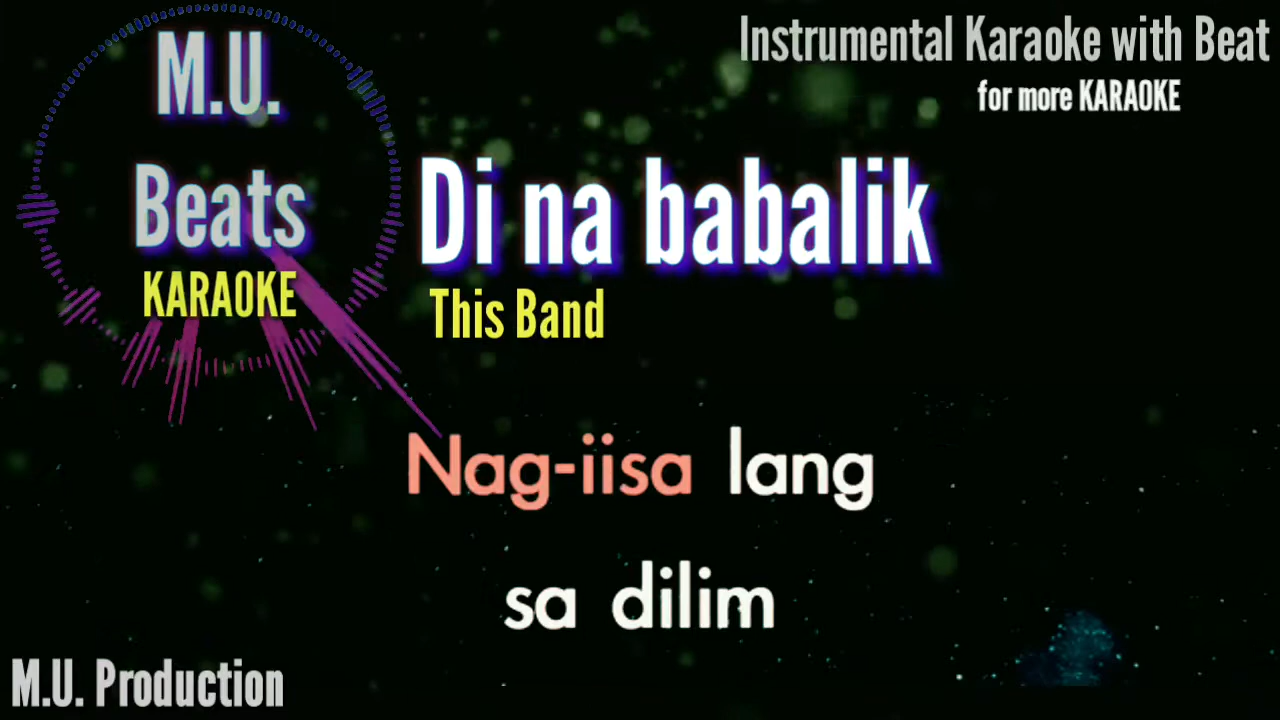 M.U.
Beats
KARAOKE
Instrumental Karaoke with Beat
for more KARAOKE
Di na babalik
This Band
Nag-iisa lang
sa dilim
M.U. Production